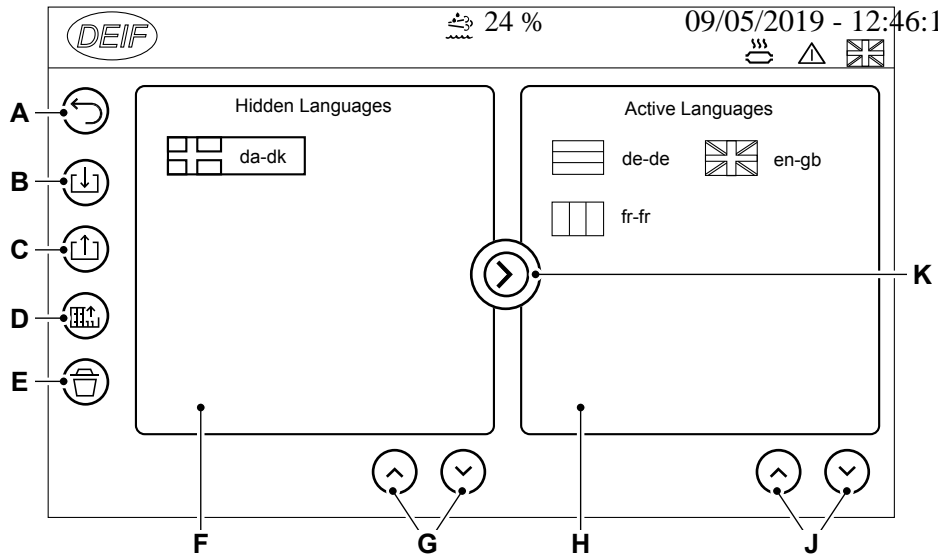 DEIF 24 % 09/05/2019 - 12:46:1
Hidden Languages Active Languages
A
da-dk de-de en-gb
B
fr-fr
C
K
D
E
F G H J